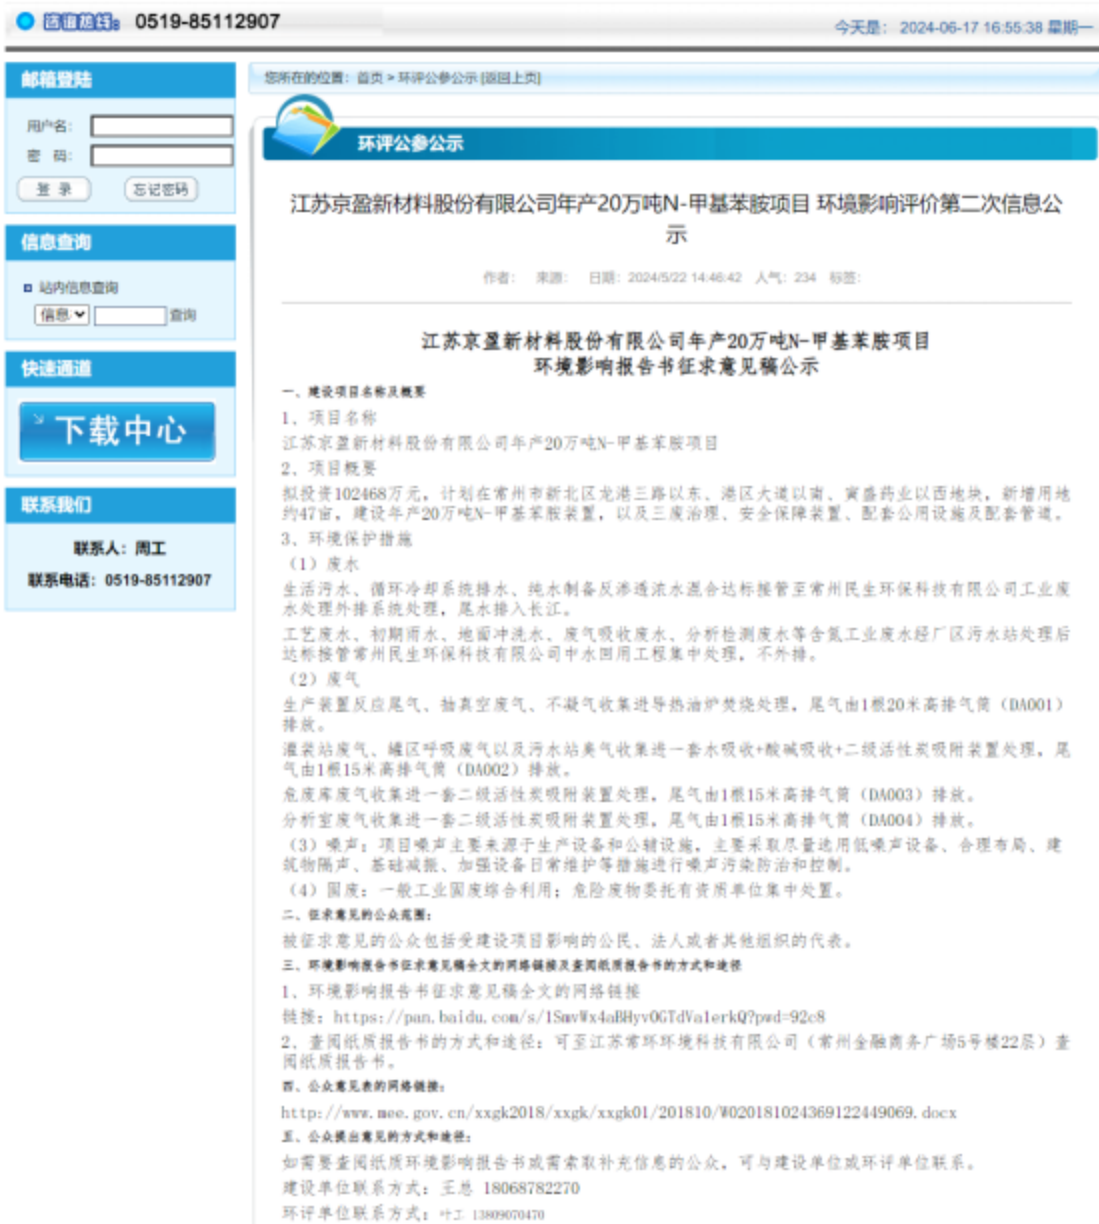 咨询热线: 0519-85112907
今天是: 2024-06-17 16:55:38 星期一
邮箱登陆
用户名:
密 码:
登 录 忘记密码
信息查询
站内信息查询
信息 查询
快速通道
下载中心
联系我们
联系人: 周工
联系电话: 0519-85112907
您所在的位置: 首页 > 环评公参公示 [返回上页]
环评公参公示
江苏京盈新材料股份有限公司年产20万吨N-甲基苯胺项目 环境影响评价第二次信息公
示
作者: 来源: 日期: 2024/5/22 14:46:42 人气: 234 标签:
江苏京盈新材料股份有限公司年产20万吨N-甲基苯胺项目
环境影响报告书征求意见稿公示
一、建设项目名称及概要
1、项目名称
江苏京盈新材料股份有限公司年产20万吨N-甲基苯胺项目
2、项目概要
拟投资102468万元，计划在常州市新北区龙港三路以东、港区大道以南、寅盛药业以西地块，新增用地
约47亩，建设年产20万吨N-甲基苯胺装置，以及三废治理、安全保障装置、配套公用设施及配套管道。
3、环境保护措施
（1）废水
生活污水、循环冷却系统排水、纯水制备反渗透浓水混合达标接管至常州民生环保科技有限公司工业废
水处理外排系统处理，尾水排入长江。
工艺废水、初期雨水、地面冲洗水、废气吸收废水、分析检测废水等含氮工业废水经厂区污水站处理后
达标接管常州民生环保科技有限公司中水回用工程集中处理，不外排。
（2）废气
生产装置反应尾气、抽真空废气、不凝气收集进导热油炉焚烧处理，尾气由1根20米高排气筒（DA001）
排放。
灌装站废气、罐区呼吸废气以及污水站臭气收集进一套水吸收+酸碱吸收+二级活性炭吸附装置处理，尾
气由1根15米高排气筒（DA002）排放。
危废库废气收集进一套二级活性炭吸附装置处理，尾气由1根15米高排气筒（DA003）排放。
分析室废气收集进一套二级活性炭吸附装置处理，尾气由1根15米高排气筒（DA004）排放。
（3）噪声：项目噪声主要来源于生产设备和公辅设施，主要采取尽量选用低噪声设备、合理布局、建
筑物隔声、基础减振、加强设备日常维护等措施进行噪声污染防治和控制。
（4）固废：一般工业固废综合利用；危险废物委托有资质单位集中处置。
二、征求意见的公众范围：
被征求意见的公众包括受建设项目影响的公民、法人或者其他组织的代表。
三、环境影响报告书征求意见稿全文的网络链接及查阅纸质报告书的方式和途径
1、环境影响报告书征求意见稿全文的网络链接
链接：https://pan.baidu.com/s/1SmvWx4aBHyvOGTdValerkQ?pwd=92c8
2、查阅纸质报告书的方式和途径：可至江苏常环环境科技有限公司（常州金融商务广场5号楼22层）查
阅纸质报告书。
四、公众意见表的网络链接：
http://www.mee.gov.cn/xxgk2018/xxgk/xxgk01/201810/W020181024369122449069.docx
五、公众提出意见的方式和途径：
如需要查阅纸质环境影响报告书或需索取补充信息的公众，可与建设单位或环评单位联系。
建设单位联系方式：王总 18068782270
环评单位联系方式：叶工 13809070470